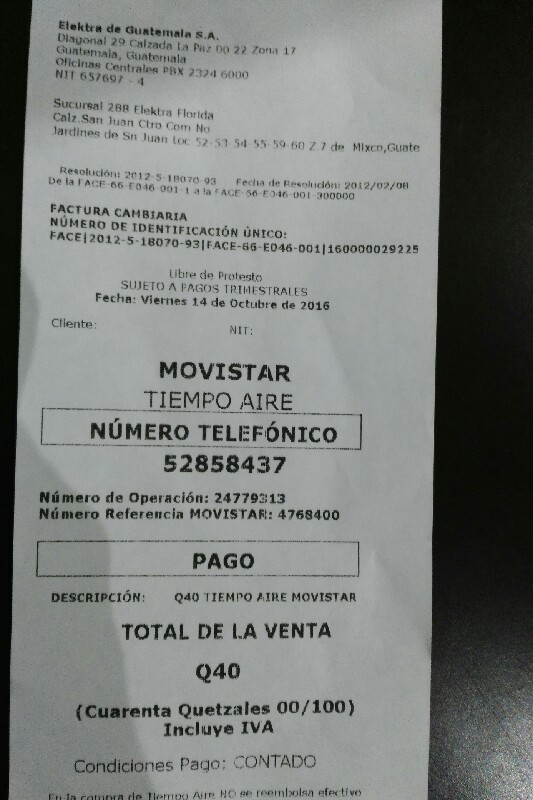 Elektra de Guatemala S.A.
Diagonal 29 Calzada La Paz 00 22 Zona 17
Guatemala, Guatemala
Oficinas Centrales PBX 2324 6000
NIT 657697 - 4
Sucursal 288 Elektra Florida
Calz.San Juan Ctro Com No
Jardines de Sn Juan Loc 52-53-54-55-59-60 Z.7 de Mixco,Guate
Resolución: 2012-5-18070-93 Fecha de Resolución: 2012/02/08
De la FACE-66-E046-001-1 a la FACE-66-E046-001-300000
FACTURA CAMBIARIA
NÚMERO DE IDENTIFICACIÓN ÚNICO:
FACE|2012-5-18070-93|FACE-66-E046-001|160000029225
Libre de Protesto
SUJETO A PAGOS TRIMESTRALES
Fecha: Viernes 14 de Octubre de 2016
Cliente: NIT:
MOVISTAR
TIEMPO AIRE
NÚMERO TELEFÓNICO
52858437
Número de Operación: 24779313
Número Referencia MOVISTAR: 4768400
PAGO
DESCRIPCIÓN: Q40 TIEMPO AIRE MOVISTAR
TOTAL DE LA VENTA
Q40
(Cuarenta Quetzales 00/100)
Incluye IVA
Condiciones Pago: CONTADO
En la compra de Tiempo Aire NO se reembolsa efectivo